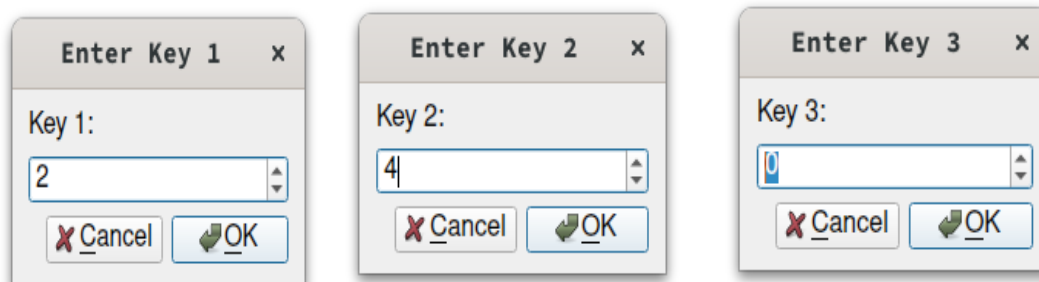 Enter Key 1 x
Key 1:
2
Cancel OK
Enter Key 2 x
Key 2:
4
Cancel OK
Enter Key 3 x
Key 3:
0
Cancel OK